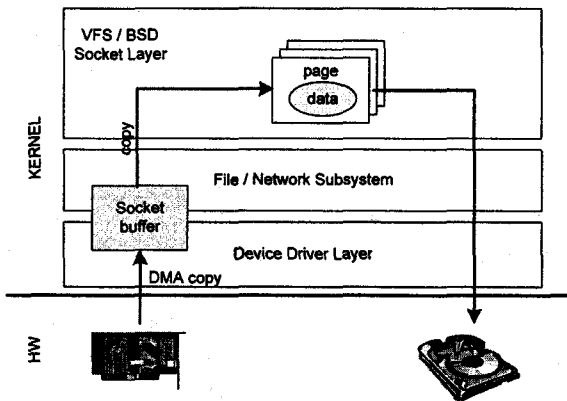 VFS / BSD
Socket Layer
page
data
copy
KERNEL
File / Network Subsystem
Socket
buffer
Device Driver Layer
DMA copy
HW